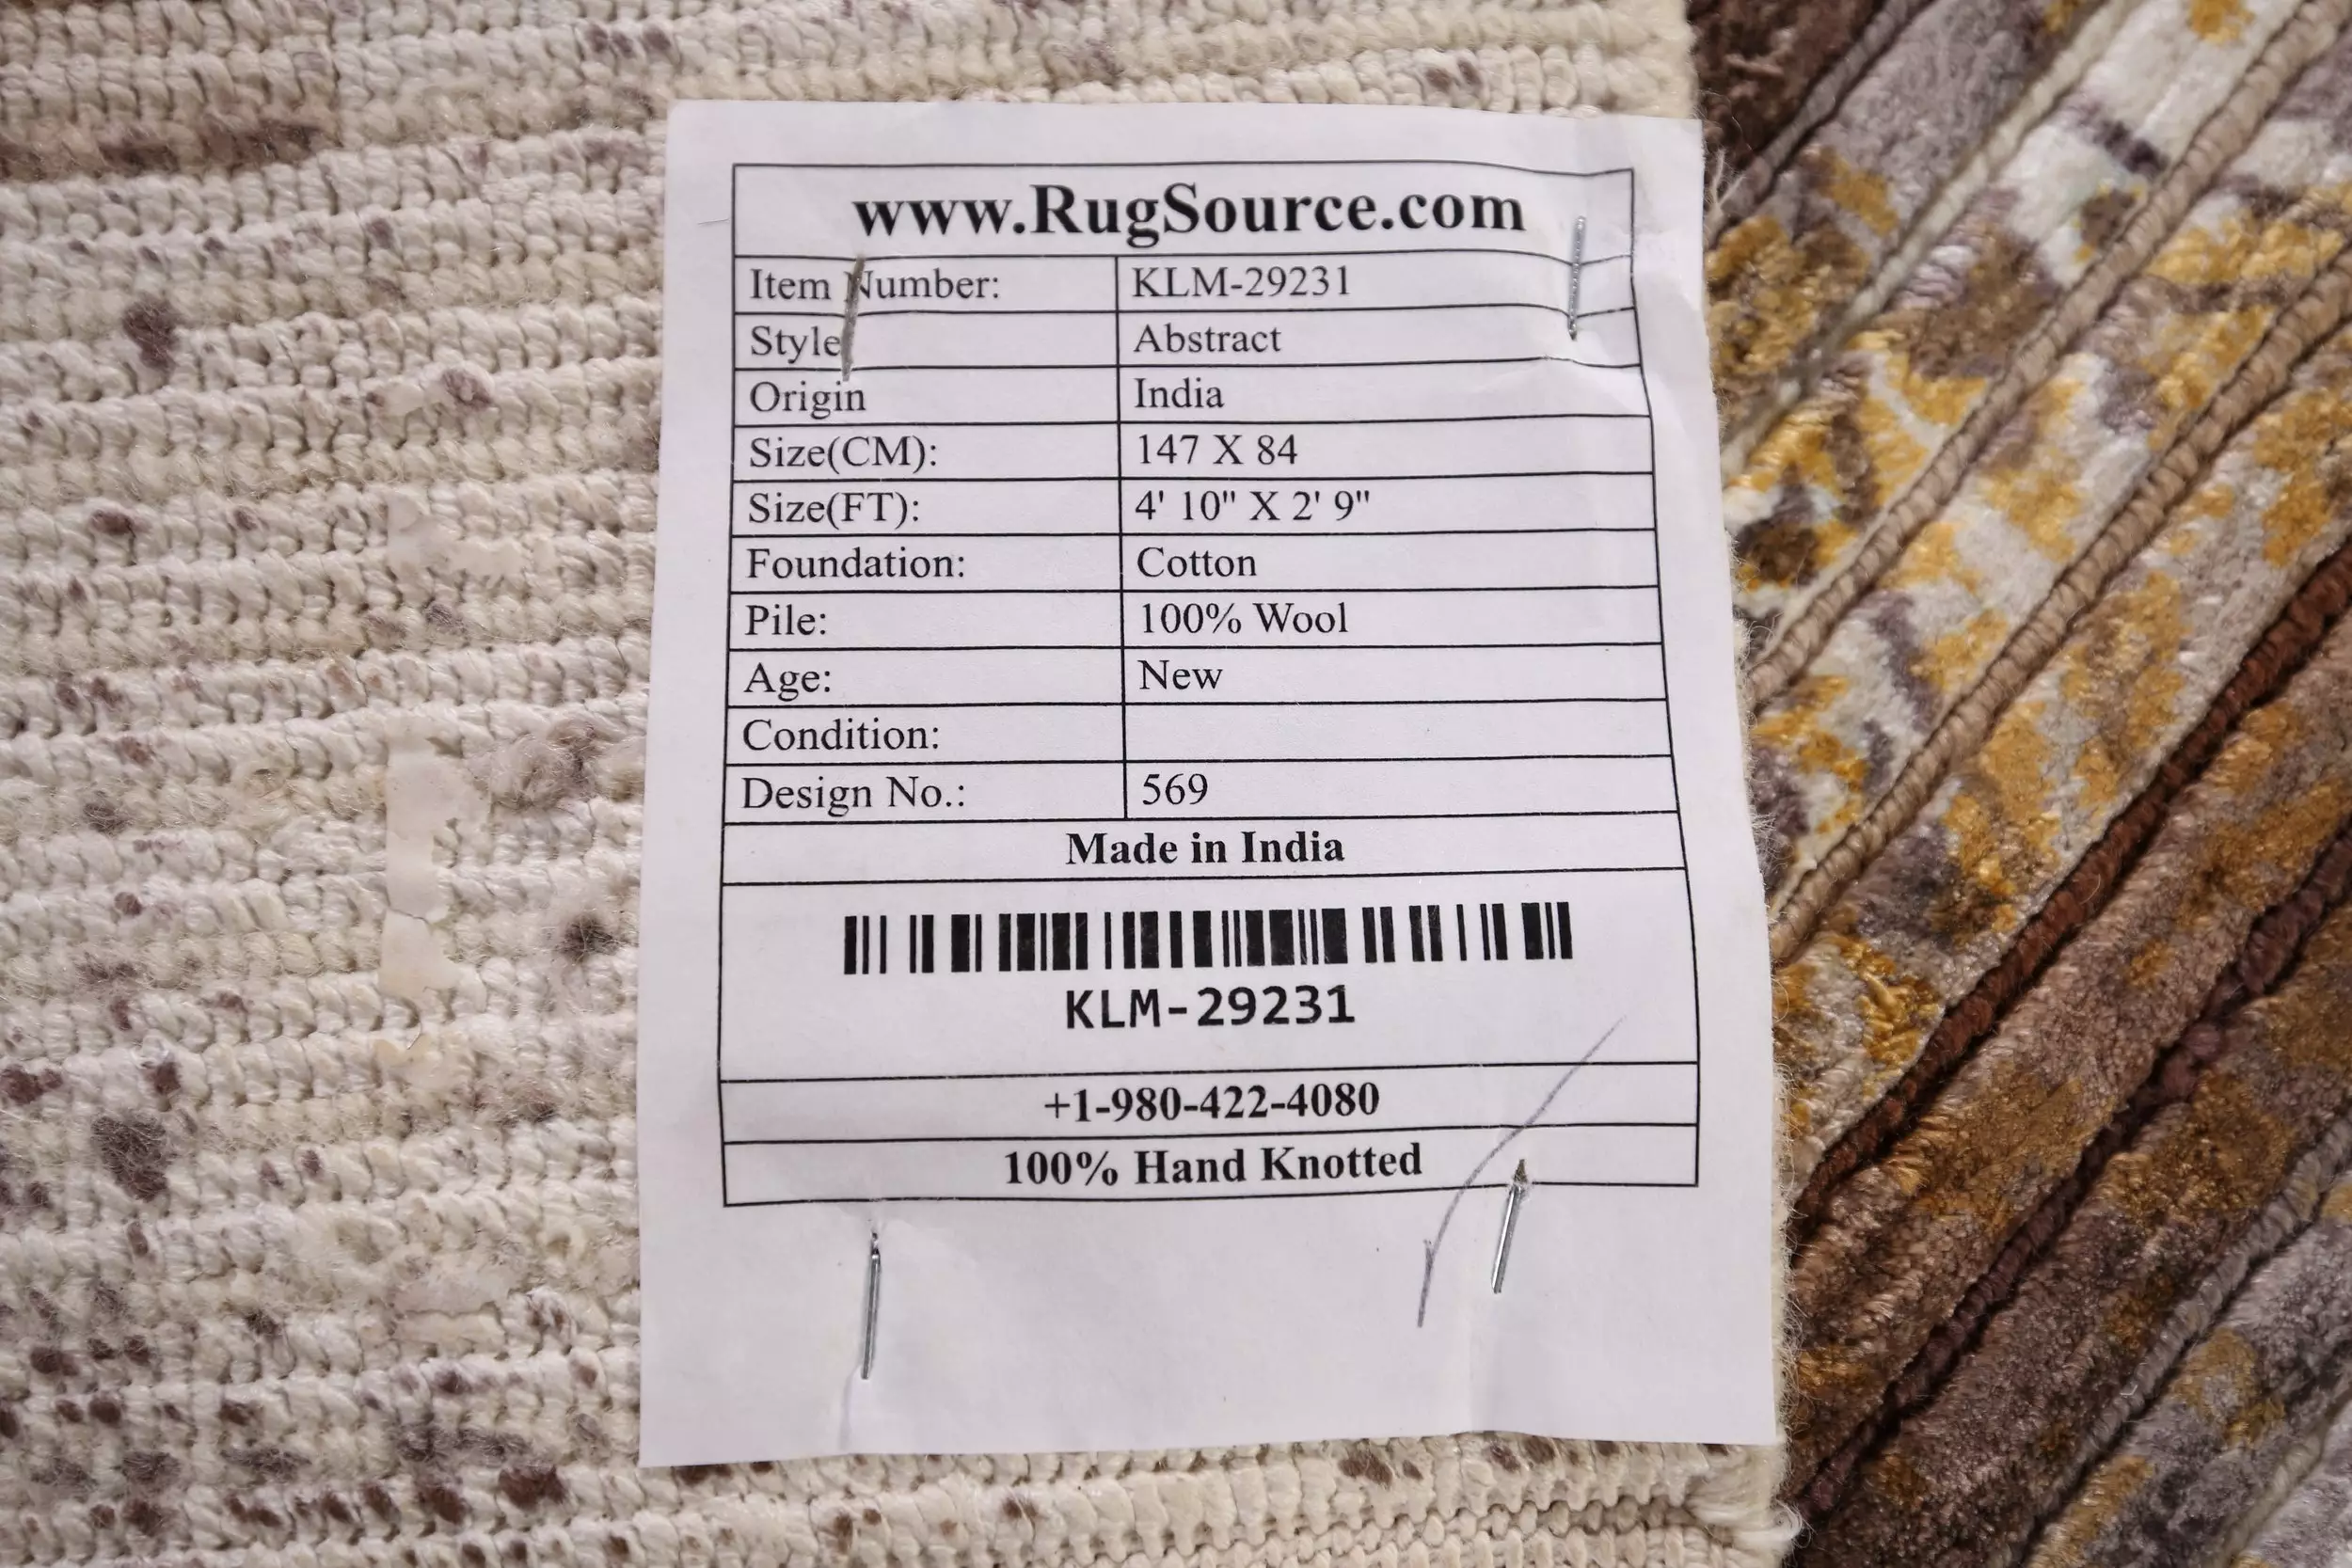 www.RugSource.com
Item Number: KLM-29231
Style Abstract
Origin India
Size(CM): 147 X 84
Size(FT): 4' 10" X 2' 9"
Foundation: Cotton
Pile: 100% Wool
Age: New
Condition:
Design No.: 569
Made in India
KLM-29231
+1-980-422-4080
100% Hand Knotted